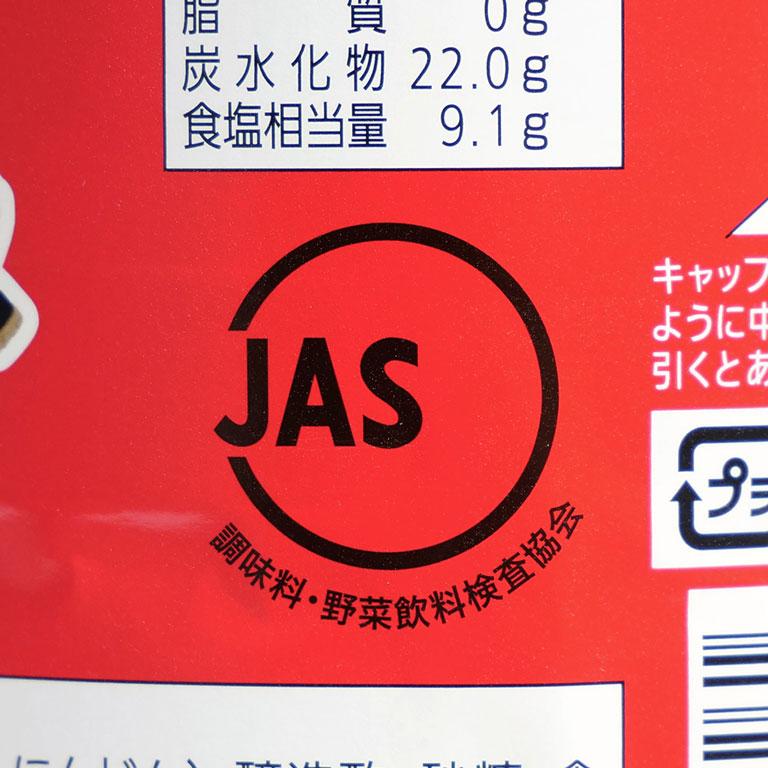 脂質 0g
炭水化物 22.0g
食塩相当量 9.1g
JAS
調味料・野菜飲料検査協会
キャップ
ように中
引くとあ
プラ